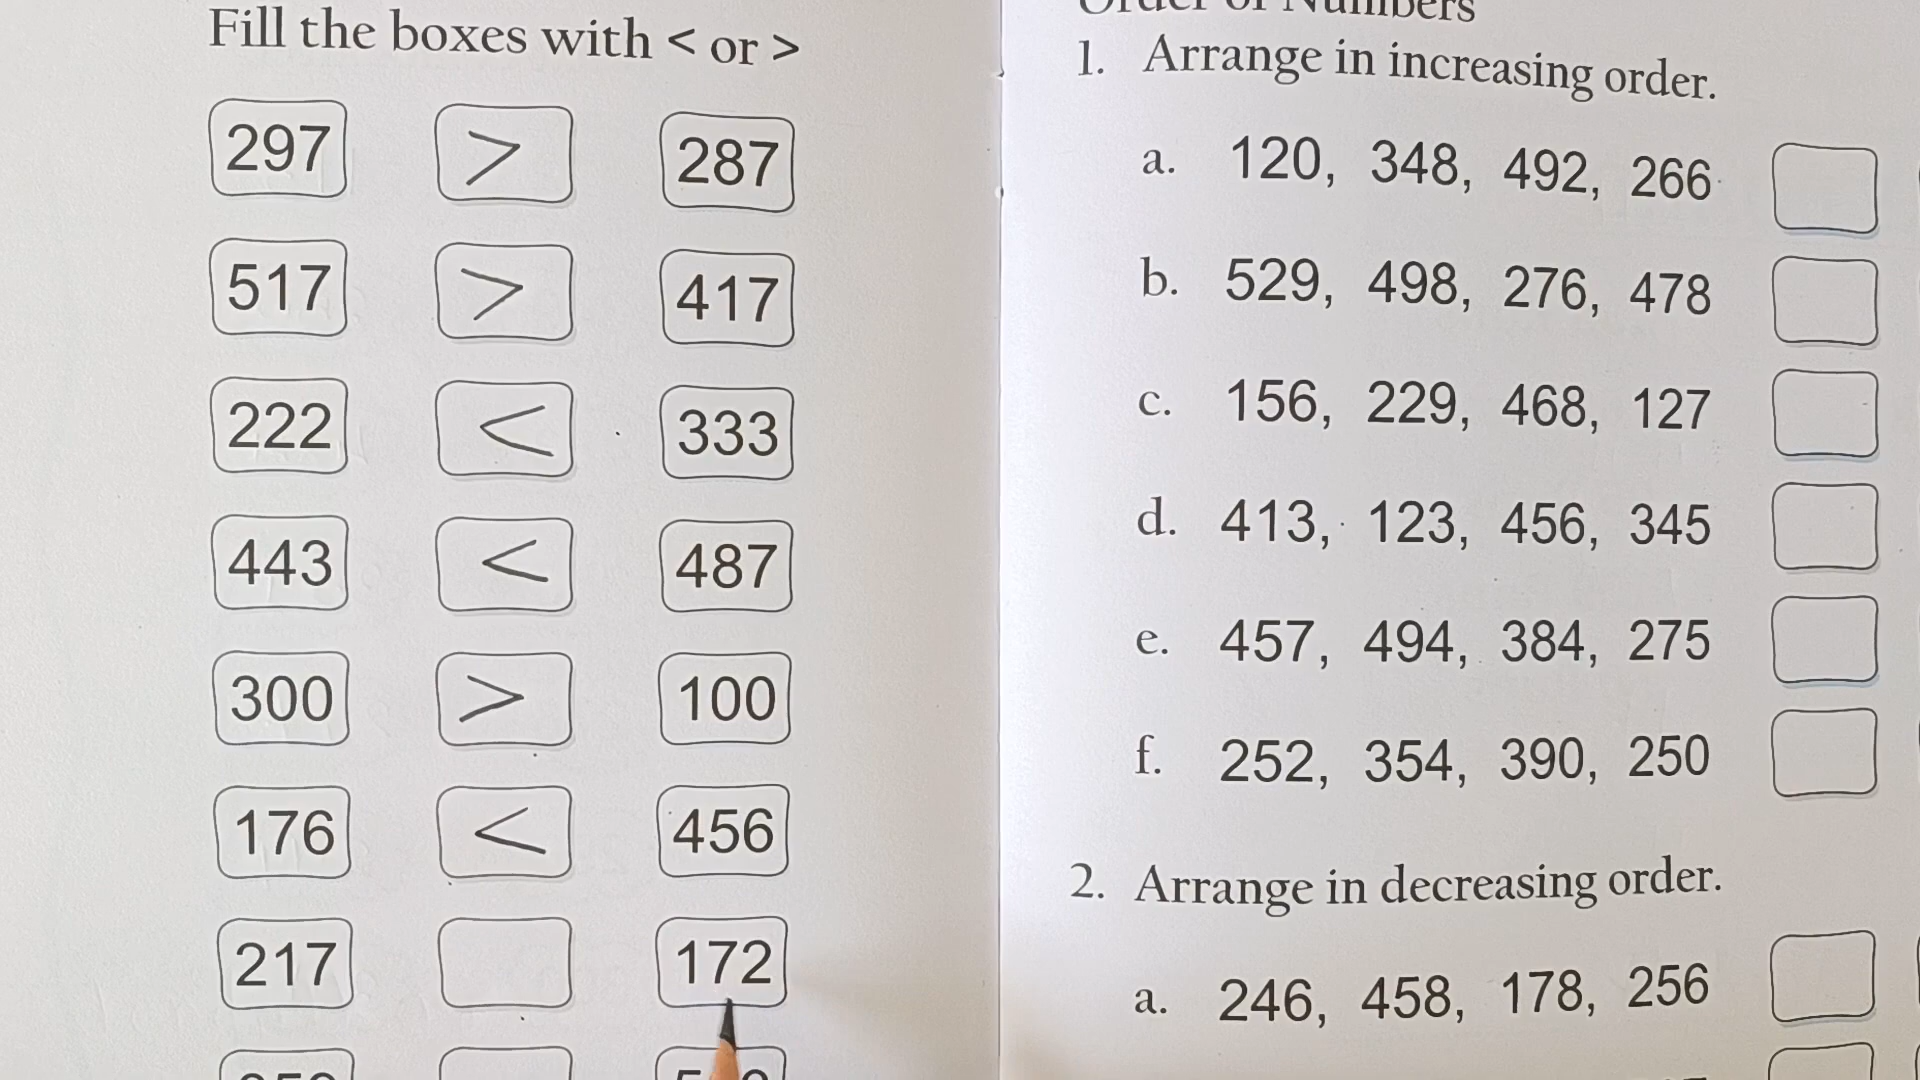 Fill the boxes with < or >
297 > 287
517 > 417
222 < 333
443 < 487
300 > 100
176 < 456
217 172
Order of Numbers
1. Arrange in increasing order.
a. 120, 348, 492, 266
b. 529, 498, 276, 478
c. 156, 229, 468, 127
d. 413, 123, 456, 345
e. 457, 494, 384, 275
f. 252, 354, 390, 250
2. Arrange in decreasing order.
a. 246, 458, 178, 256